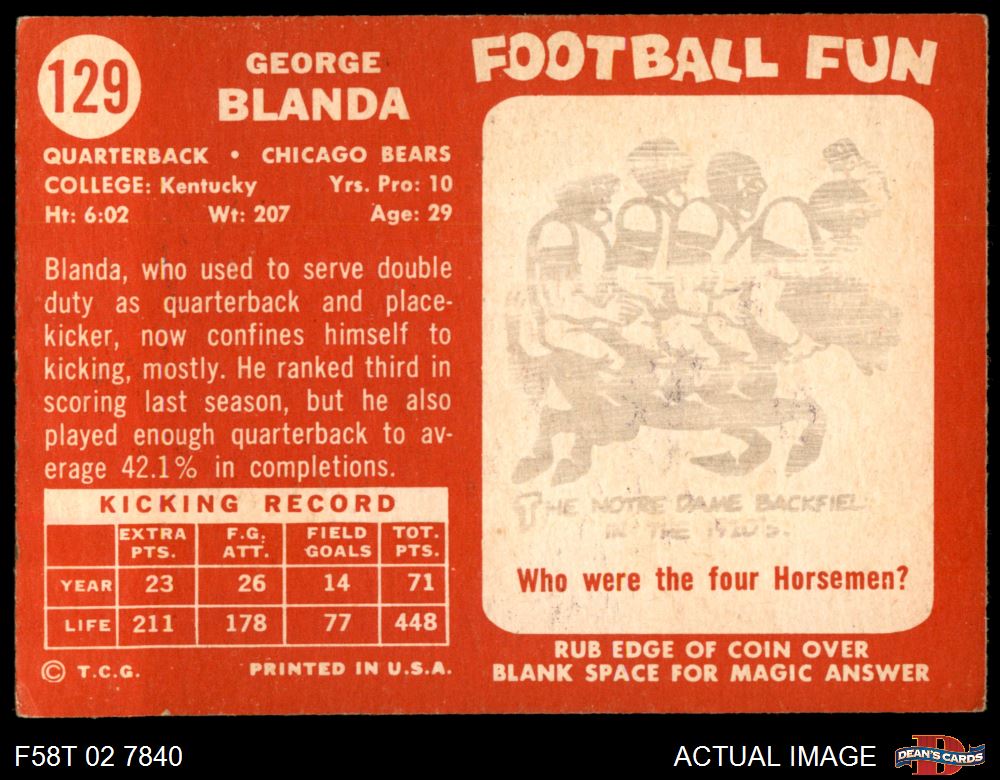 129
GEORGE
BLANDA
QUARTERBACK • CHICAGO BEARS
COLLEGE: Kentucky Yrs. Pro: 10
Ht: 6:02 Wt: 207 Age: 29
Blanda, who used to serve double
duty as quarterback and place-
kicker, now confines himself to
kicking, mostly. He ranked third in
scoring last season, but he also
played enough quarterback to av-
erage 42.1% in completions.
KICKING RECORD
EXTRA PTS. F.G. ATT. FIELD GOALS TOT. PTS.
YEAR 23 26 14 71
LIFE 211 178 77 448
© T.C.G. PRINTED IN U.S.A.
FOOTBALL FUN
THE NOTRE DAME BACKFIEL
IN THE 1920'S.
Who were the four Horsemen?
RUB EDGE OF COIN OVER
BLANK SPACE FOR MAGIC ANSWER
F58T 02 7840
ACTUAL IMAGE
DEAN'S CARDS